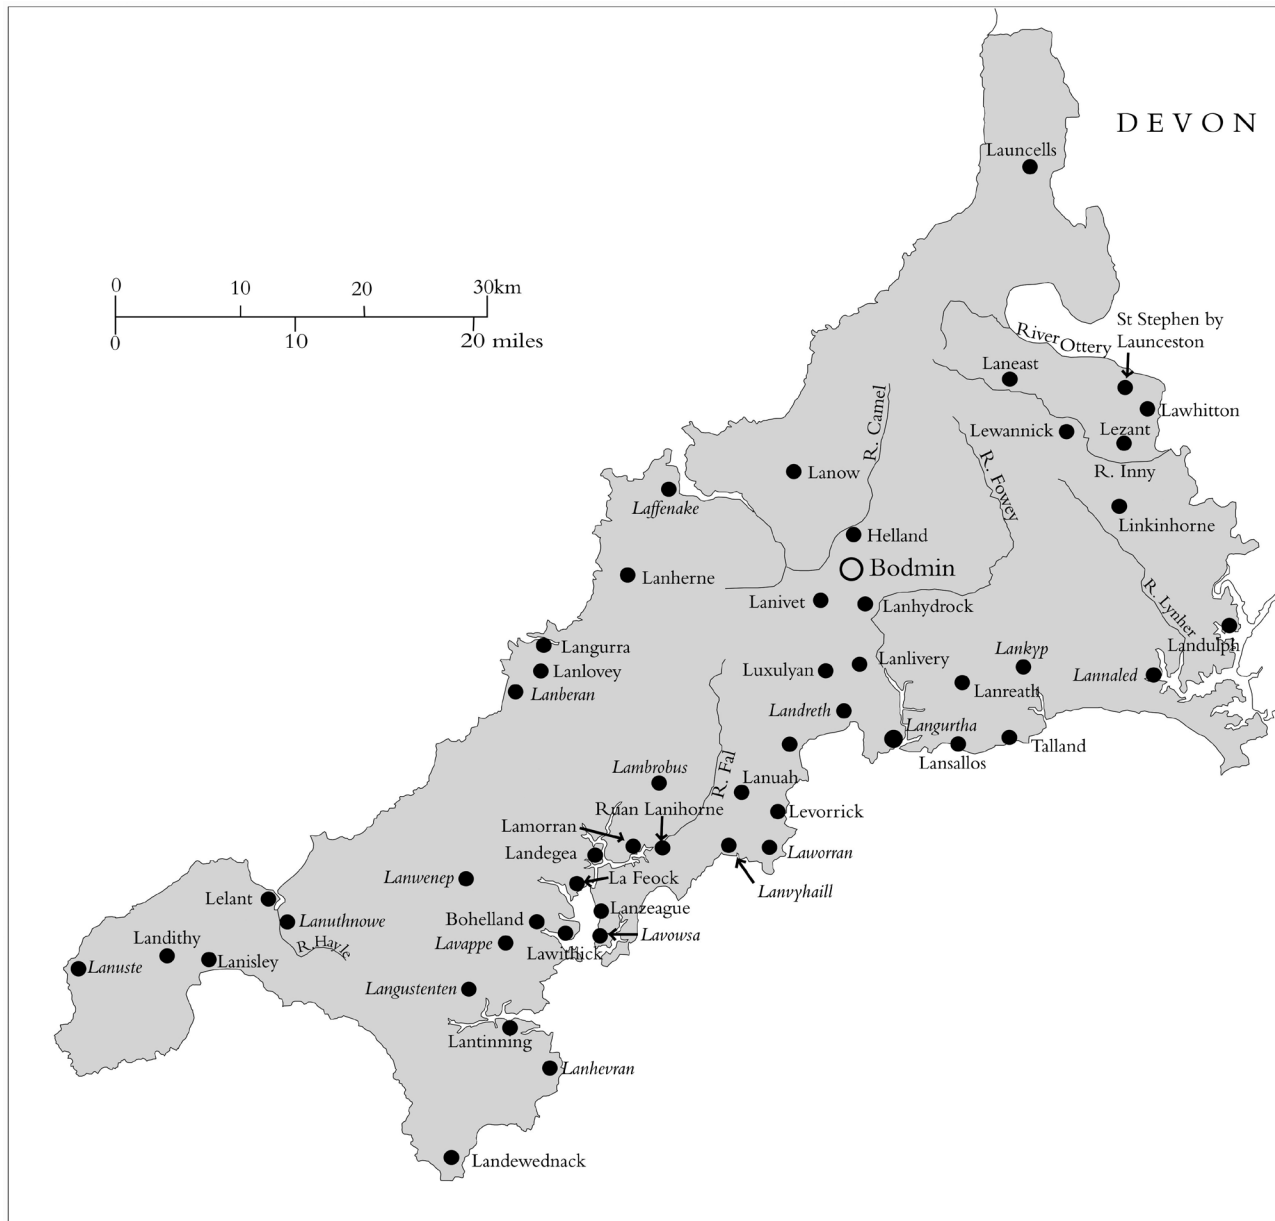 DEVON
Launcells
0 10 20 30km
0 10 20 miles
St Stephen by
Launceston
River Ottery
Laneast
Lawhitton
R. Camel
Lewannick
Lezant
R. Inny
R. Fowey
Lanow
Laffenake
Linkinhorne
Helland
Bodmin
Lanherne
Lanivet
Lanhydrock
R. Lynher
Landulph
Langurra
Lanlovey
Lanberan
Luxulyan
Lanlivery
Lankyp
Lannaled
Lanreath
Landreth
Langurtha
Lansallos
Talland
R. Fal
Lambrobus
Lanuah
Ruan Lanihorne
Levorrick
Lamorran
Landegea
Laworran
Lanwenep
La Feock
Lanvyhaill
Lelant
Lanuthnowe
Bohelland
Lanzeague
Landithy
R. Hayle
Lavappe
Lavowsa
Lanuste
Lanisley
Lawithick
Langustenten
Lantinning
Lanhevran
Landewednack